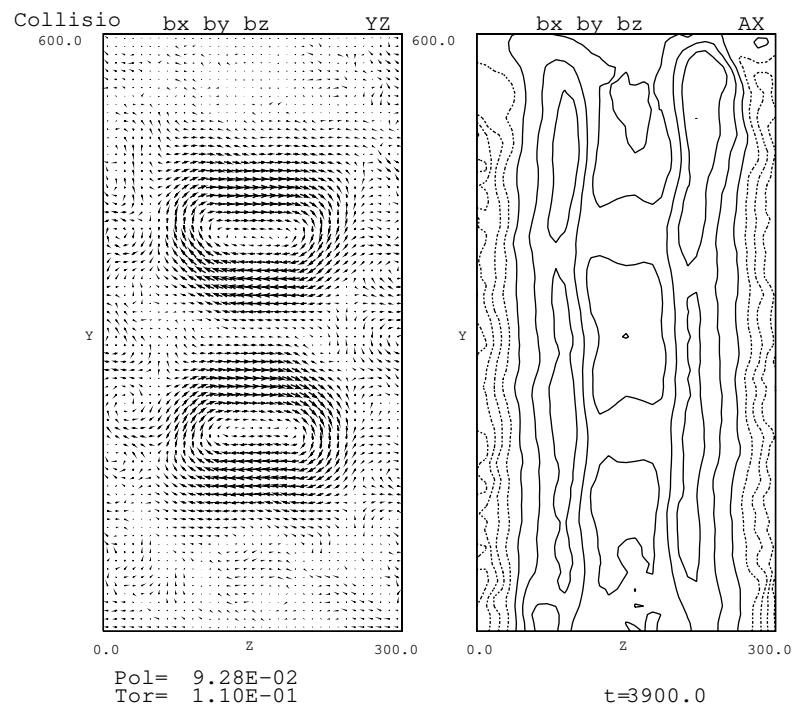 Collisio bx by bz YZ bx by bz AX
600.0 600.0
Y Y
0.0 Z 300.0 0.0 Z 300.0
Pol= 9.28E-02
Tor= 1.10E-01 t=3900.0